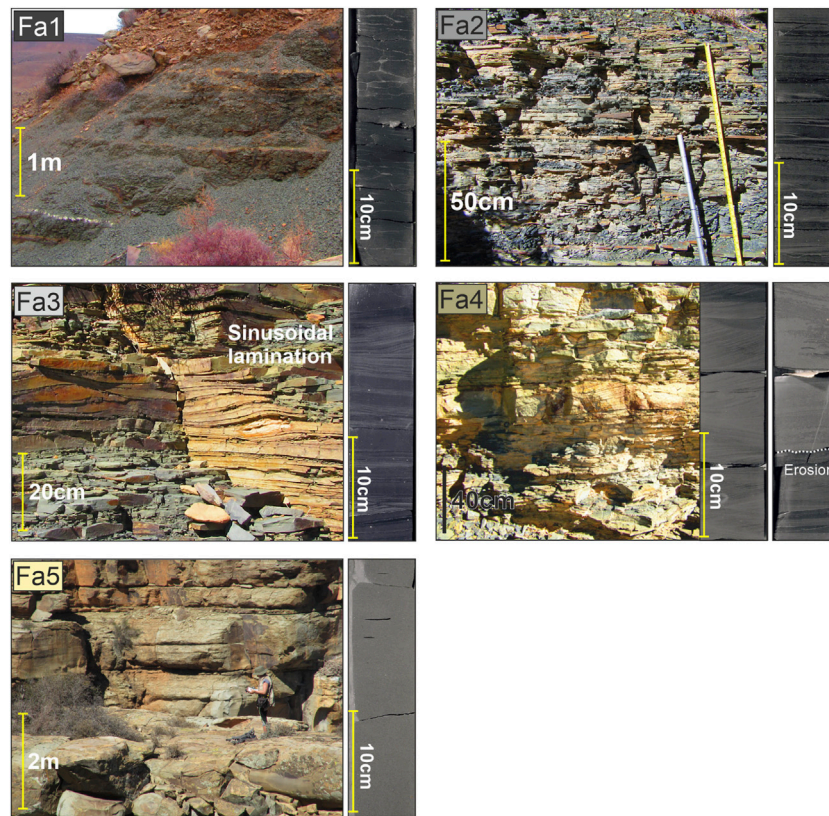 Fa1
1m
10cm
Fa2
50cm
10cm
Fa3
Sinusoidal
lamination
20cm
10cm
Fa4
40cm
10cm
Erosion
Fa5
2m
10cm